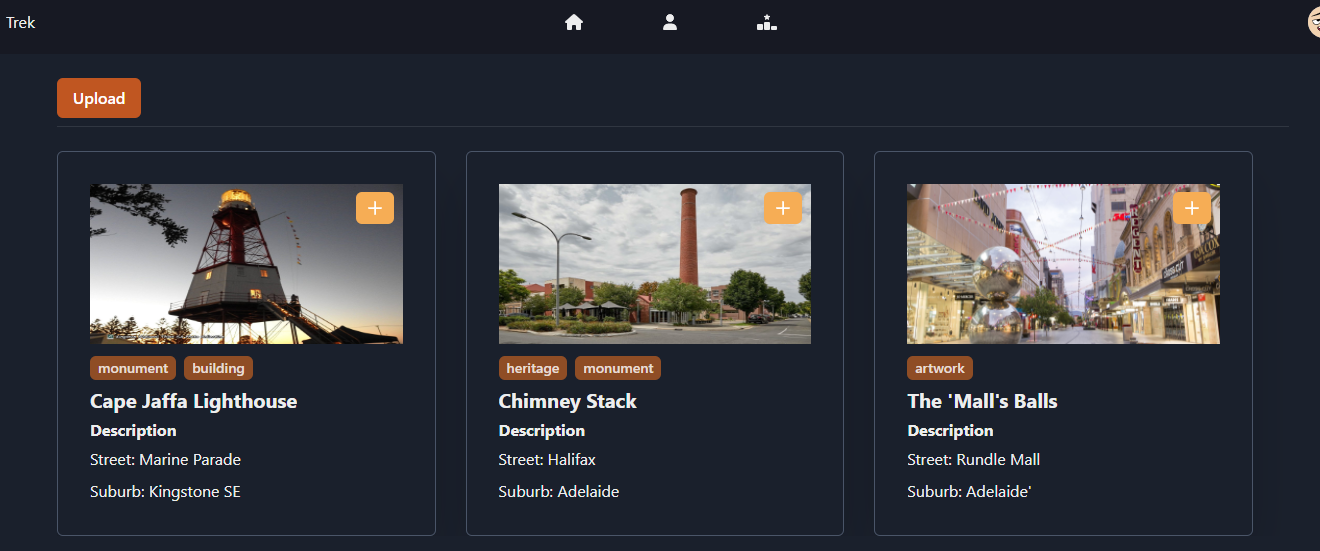 Trek
Upload
monument building
Cape Jaffa Lighthouse
Description
Street: Marine Parade
Suburb: Kingstone SE
heritage monument
Chimney Stack
Description
Street: Halifax
Suburb: Adelaide
REGENT
artwork
The 'Mall's Balls
Description
Street: Rundle Mall
Suburb: Adelaide'